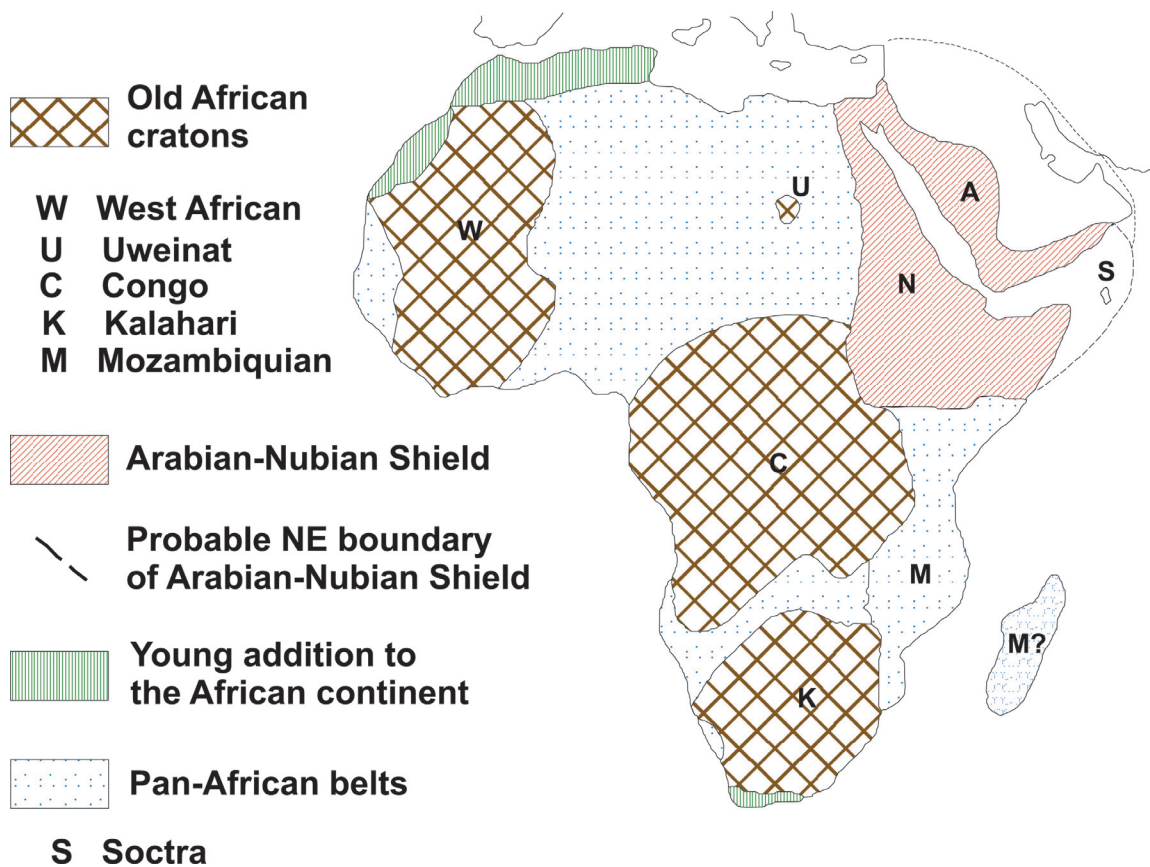 Old African
cratons
W West African
U Uweinat
C Congo
K Kalahari
M Mozambiquian
Arabian-Nubian Shield
Probable NE boundary
of Arabian-Nubian Shield
Young addition to
the African continent
Pan-African belts
S Soctra
U
A
W
S
N
C
M
M?
K